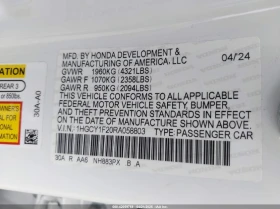 MFD. BY HONDA DEVELOPMENT &
MANUFACTURING OF AMERICA, LLC
04/24
GVWR 1960KG (4321LBS)
GAWR F 1070KG (2358LBS)
GAWR R 950KG (2094LBS)
THIS VEHICLE CONFORMS TO ALL APPLICABLE
FEDERAL MOTOR VEHICLE SAFETY, BUMPER,
AND THEFT PREVENTION STANDARDS IN EFFECT
ON THE DATE OF MANUFACTURE SHOWN ABOVE.
V.I.N. 1HGCY1F20RA056803 TYPE PASSENGER CAR
30A R AA6 NH883PX B A
30A-A0
REAR 3